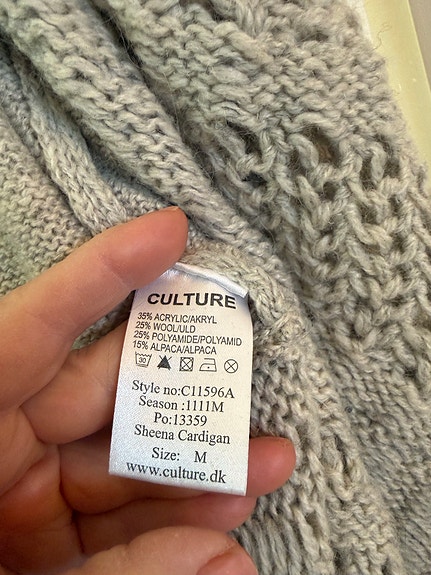 CULTURE
35% ACRYLIC/AKRYL
25% WOOL/ULD
25% POLYAMIDE/POLYAMID
15% ALPACA/ALPACA
30
Style no:C11596A
Season :1111M
Po:13359
Sheena Cardigan
Size: M
www.culture.dk